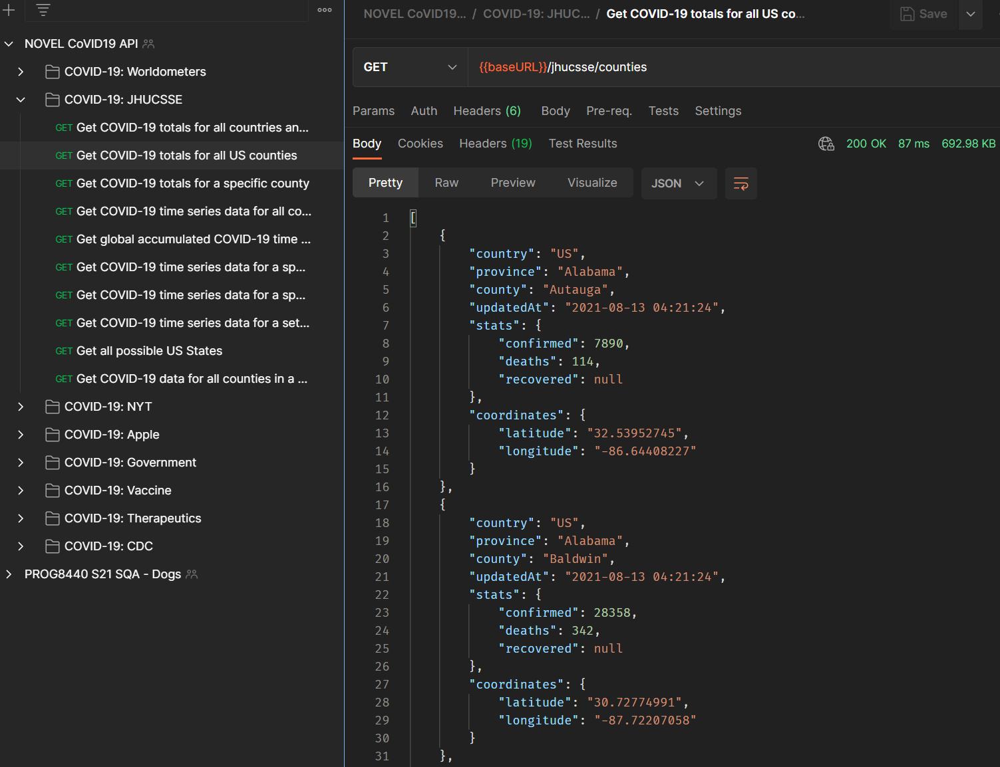 NOVEL CoVID19 API
COVID-19: Worldometers
COVID-19: JHUCSSE
GET Get COVID-19 totals for all countries an...
GET Get COVID-19 totals for all US counties
GET Get COVID-19 totals for a specific county
GET Get COVID-19 time series data for all co...
GET Get global accumulated COVID-19 time ...
GET Get COVID-19 time series data for a sp...
GET Get COVID-19 time series data for a sp...
GET Get COVID-19 time series data for a set...
GET Get all possible US States
GET Get COVID-19 data for all counties in a ...
COVID-19: NYT
COVID-19: Apple
COVID-19: Government
COVID-19: Vaccine
COVID-19: Therapeutics
COVID-19: CDC
PROG8440 S21 SQA - Dogs
NOVEL CoVID19... / COVID-19: JHUC... / Get COVID-19 totals for all US co... Save
GET {{baseURL}}/jhucsse/counties
Params Auth Headers (6) Body Pre-req. Tests Settings
Body Cookies Headers (19) Test Results 200 OK 87 ms 692.98 KB
Pretty Raw Preview Visualize JSON
1 [
2 {
3 "country": "US",
4 "province": "Alabama",
5 "county": "Autauga",
6 "updatedAt": "2021-08-13 04:21:24",
7 "stats": {
8 "confirmed": 7890,
9 "deaths": 114,
10 "recovered": null
11 },
12 "coordinates": {
13 "latitude": "32.53952745",
14 "longitude": "-86.64408227"
15 }
16 },
17 {
18 "country": "US",
19 "province": "Alabama",
20 "county": "Baldwin",
21 "updatedAt": "2021-08-13 04:21:24",
22 "stats": {
23 "confirmed": 28358,
24 "deaths": 342,
25 "recovered": null
26 },
27 "coordinates": {
28 "latitude": "30.72774991",
29 "longitude": "-87.72207058"
30 }
31 },